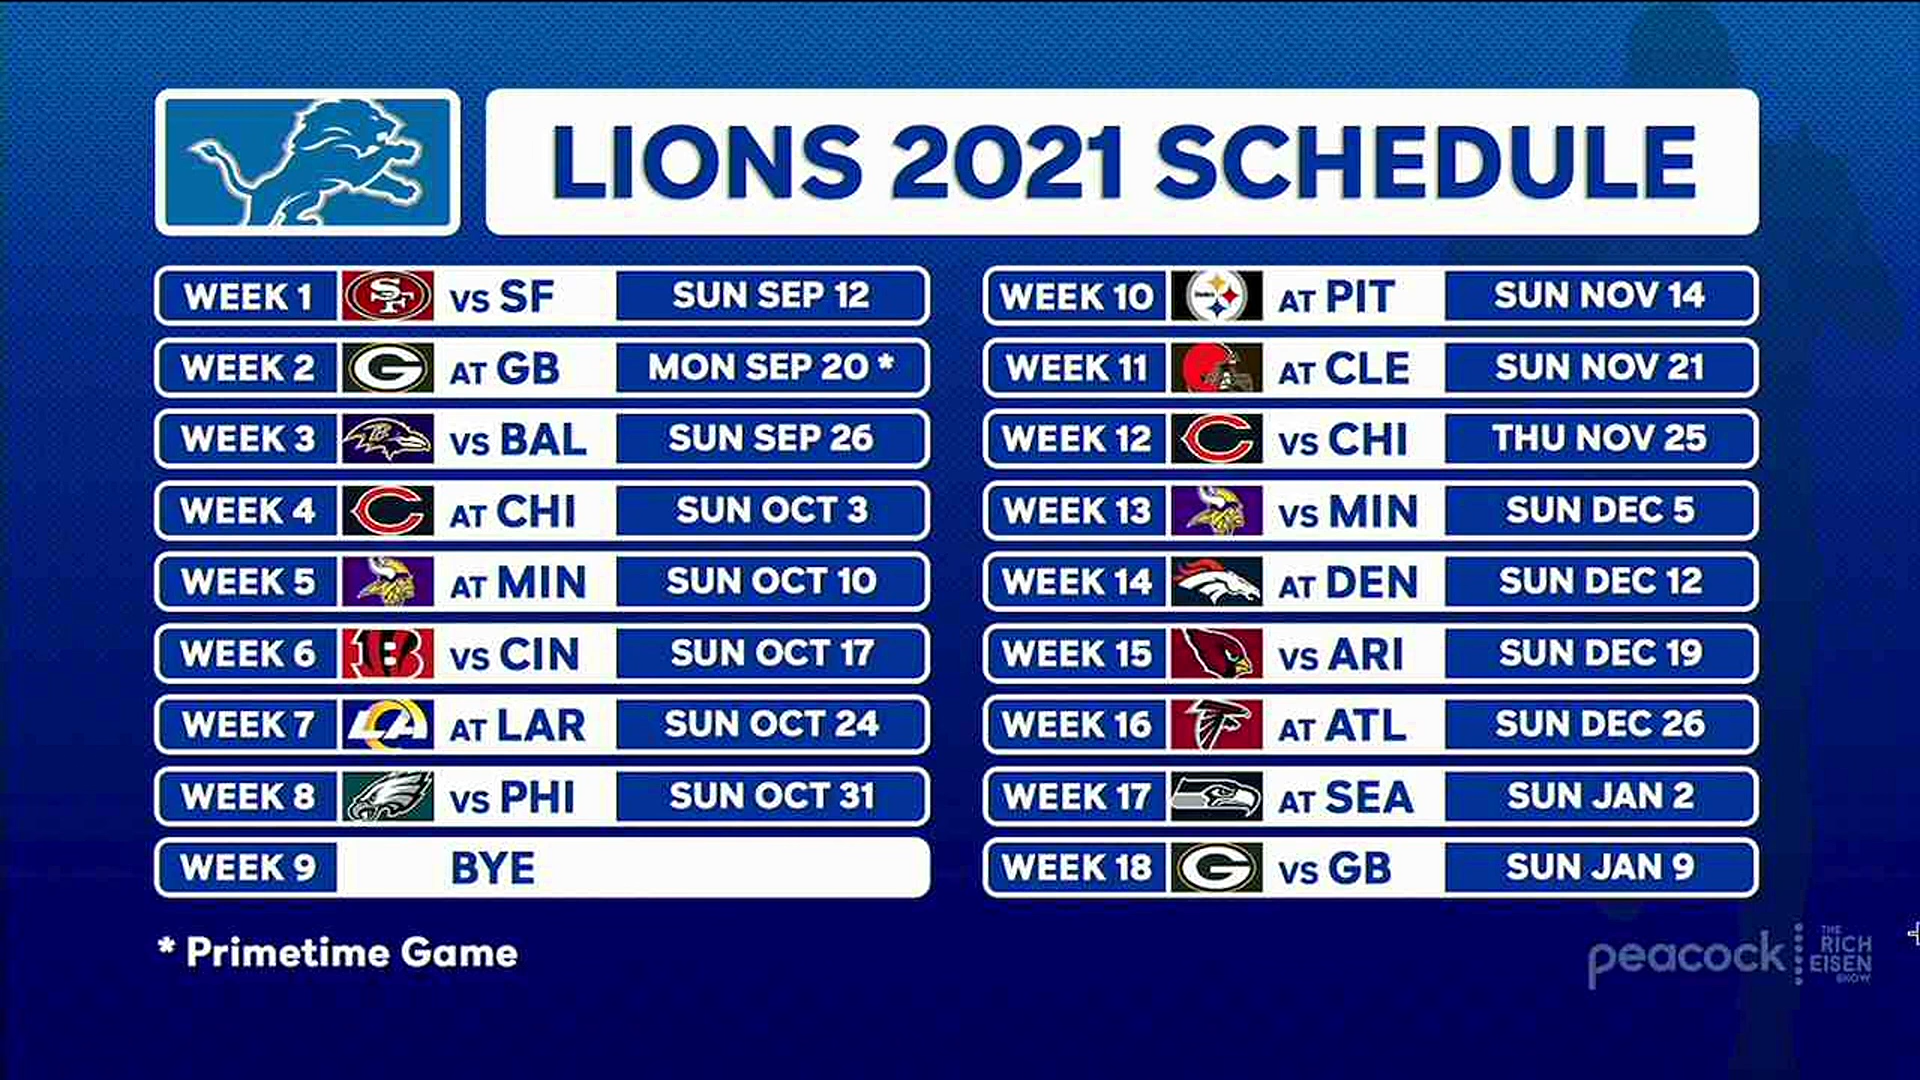 LIONS 2021 SCHEDULE
WEEK 1 SF VS SF SUN SEP 12
WEEK 2 G AT GB MON SEP 20 *
WEEK 3 VS BAL SUN SEP 26
WEEK 4 C AT CHI SUN OCT 3
WEEK 5 AT MIN SUN OCT 10
WEEK 6 B VS CIN SUN OCT 17
WEEK 7 LA AT LAR SUN OCT 24
WEEK 8 VS PHI SUN OCT 31
WEEK 9 BYE
WEEK 10 AT PIT SUN NOV 14
WEEK 11 AT CLE SUN NOV 21
WEEK 12 C VS CHI THU NOV 25
WEEK 13 VS MIN SUN DEC 5
WEEK 14 AT DEN SUN DEC 12
WEEK 15 VS ARI SUN DEC 19
WEEK 16 AT ATL SUN DEC 26
WEEK 17 AT SEA SUN JAN 2
WEEK 18 G VS GB SUN JAN 9
* Primetime Game
peacock
THE
RICH
EISEN
SHOW